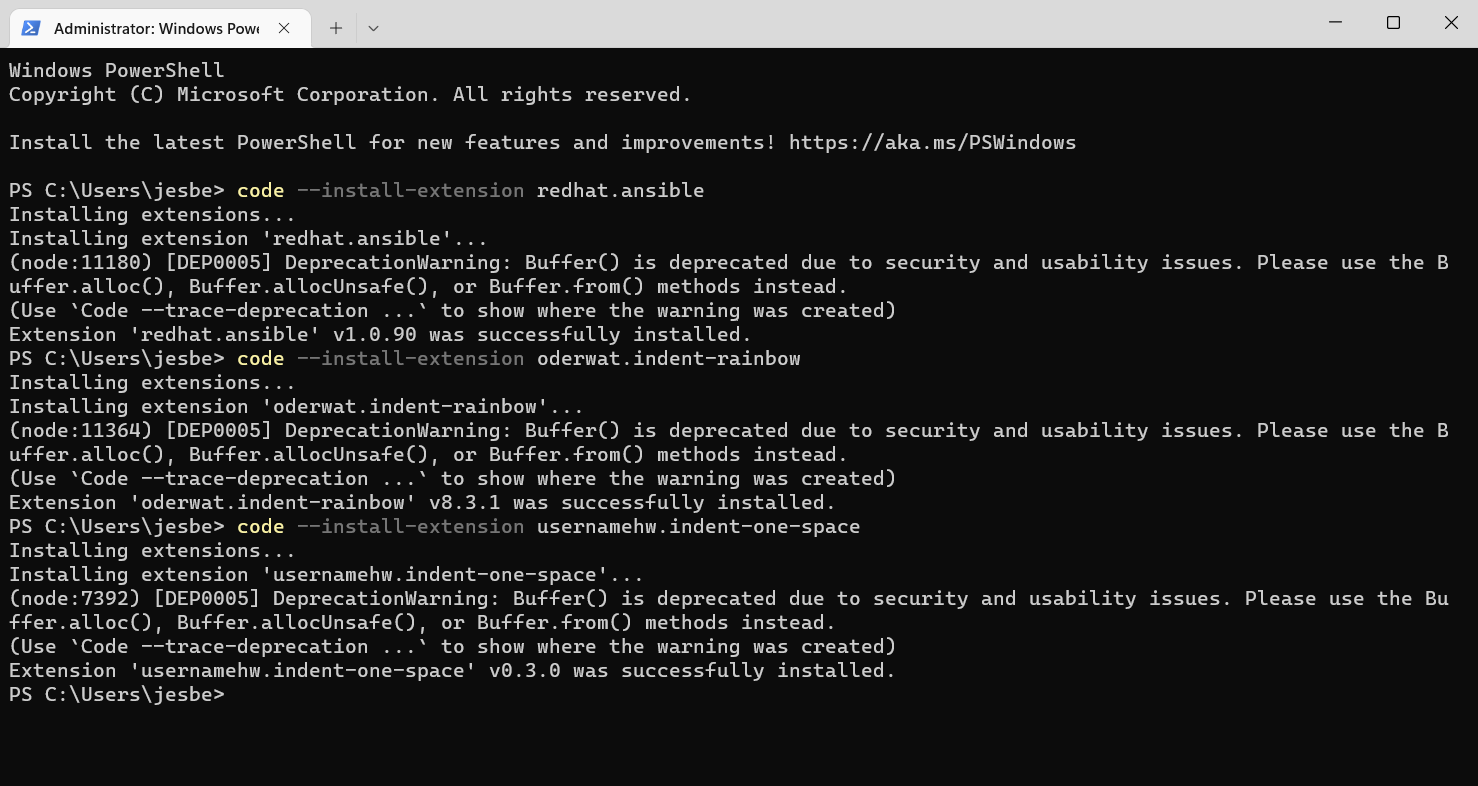 Administrator: Windows Powe
Windows PowerShell
Copyright (C) Microsoft Corporation. All rights reserved.
Install the latest PowerShell for new features and improvements! https://aka.ms/PSWindows
PS C:\Users\jesbe> code --install-extension redhat.ansible
Installing extensions...
Installing extension 'redhat.ansible'...
(node:11180) [DEP0005] DeprecationWarning: Buffer() is deprecated due to security and usability issues. Please use the B
uffer.alloc(), Buffer.allocUnsafe(), or Buffer.from() methods instead.
(Use `Code --trace-deprecation ...` to show where the warning was created)
Extension 'redhat.ansible' v1.0.90 was successfully installed.
PS C:\Users\jesbe> code --install-extension oderwat.indent-rainbow
Installing extensions...
Installing extension 'oderwat.indent-rainbow'...
(node:11364) [DEP0005] DeprecationWarning: Buffer() is deprecated due to security and usability issues. Please use the B
uffer.alloc(), Buffer.allocUnsafe(), or Buffer.from() methods instead.
(Use `Code --trace-deprecation ...` to show where the warning was created)
Extension 'oderwat.indent-rainbow' v8.3.1 was successfully installed.
PS C:\Users\jesbe> code --install-extension usernamehw.indent-one-space
Installing extensions...
Installing extension 'usernamehw.indent-one-space'...
(node:7392) [DEP0005] DeprecationWarning: Buffer() is deprecated due to security and usability issues. Please use the Bu
ffer.alloc(), Buffer.allocUnsafe(), or Buffer.from() methods instead.
(Use `Code --trace-deprecation ...` to show where the warning was created)
Extension 'usernamehw.indent-one-space' v0.3.0 was successfully installed.
PS C:\Users\jesbe>